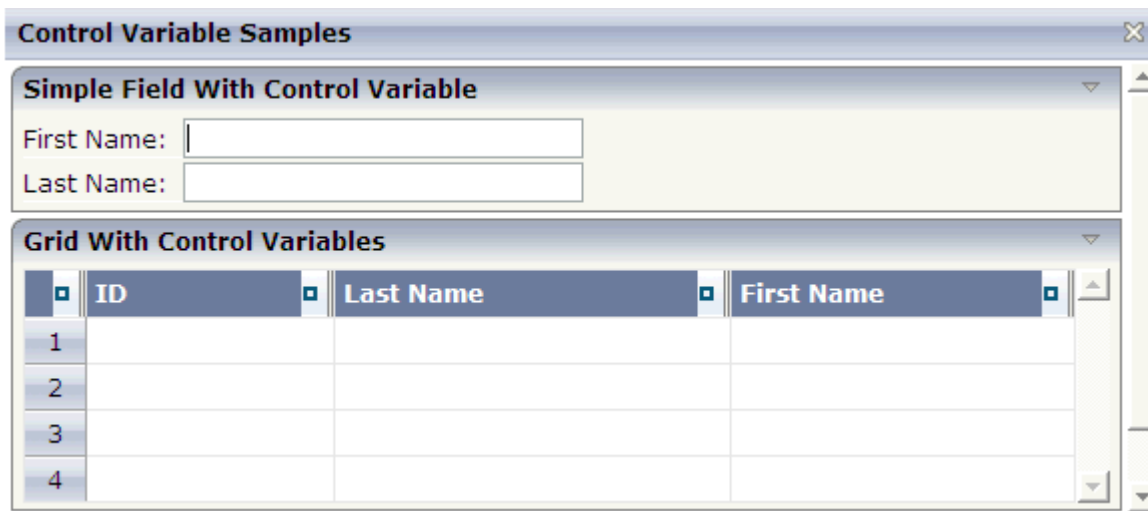 Control Variable Samples
Simple Field With Control Variable
First Name:
Last Name:
Grid With Control Variables
ID Last Name First Name
1
2
3
4